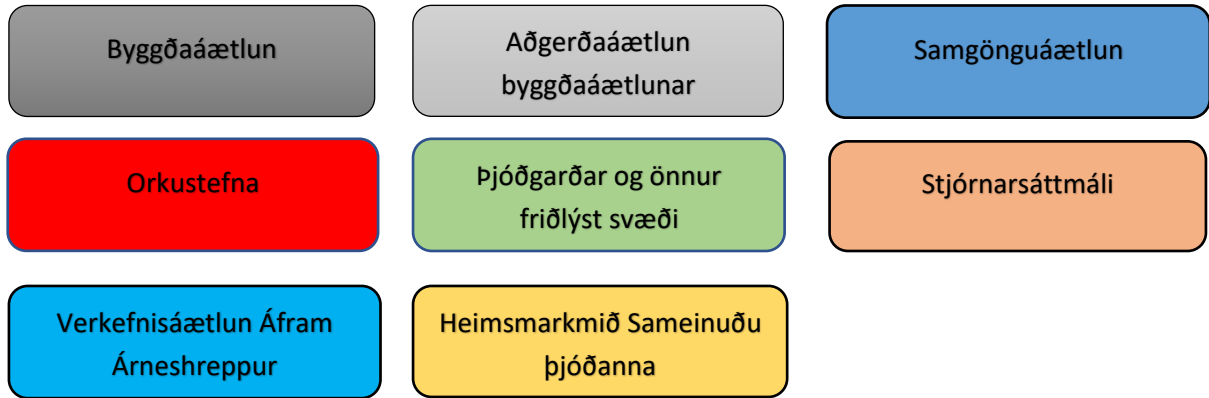 Byggðaáætlun
Aðgerðaáætlun
byggðaáætlunar
Samgönguáætlun
Orkustefna
Þjóðgarðar og önnur
friðlýst svæði
Stjórnarsáttmáli
Verkefnisáætlun Áfram
Árneshreppur
Heimsmarkmið Sameinuðu
þjóðanna